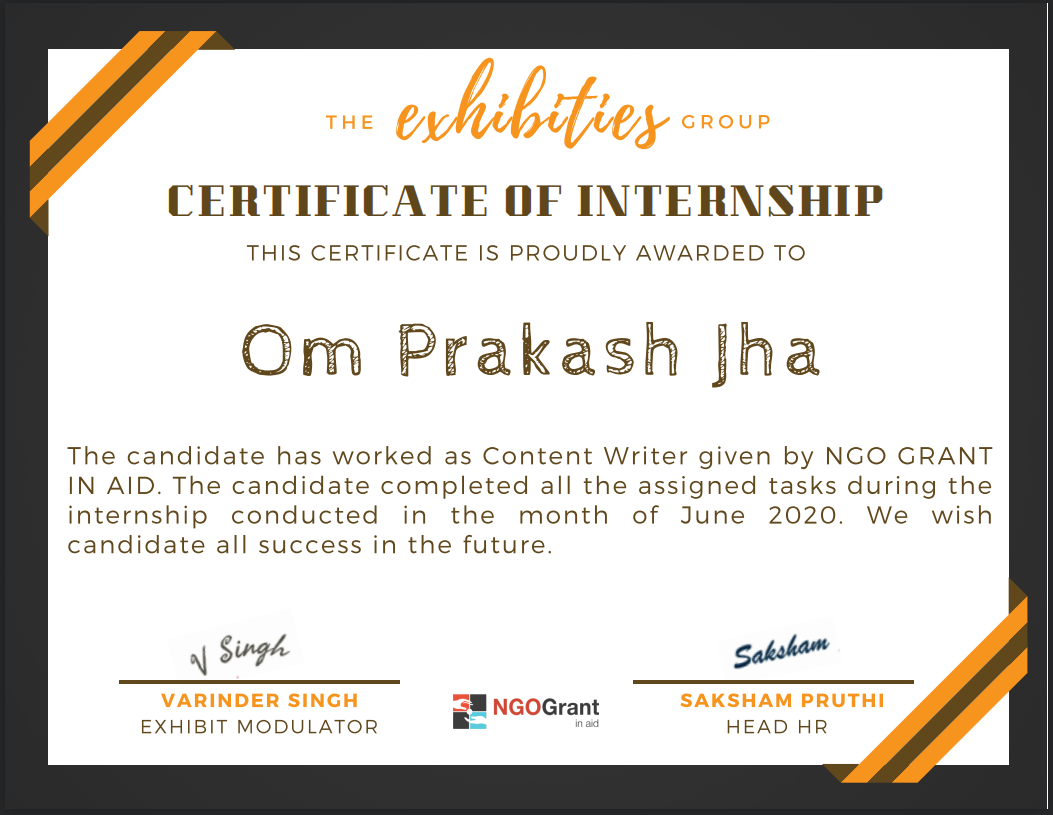 THE exhibities GROUP
CERTIFICATE OF INTERNSHIP
THIS CERTIFICATE IS PROUDLY AWARDED TO
Om Prakash Jha
The candidate has worked as Content Writer given by NGO GRANT
IN AID. The candidate completed all the assigned tasks during the
internship conducted in the month of June 2020. We wish
candidate all success in the future.
V Singh
Saksham
VARINDER SINGH
EXHIBIT MODULATOR
NGOGrant
in aid
SAKSHAM PRUTHI
HEAD HR